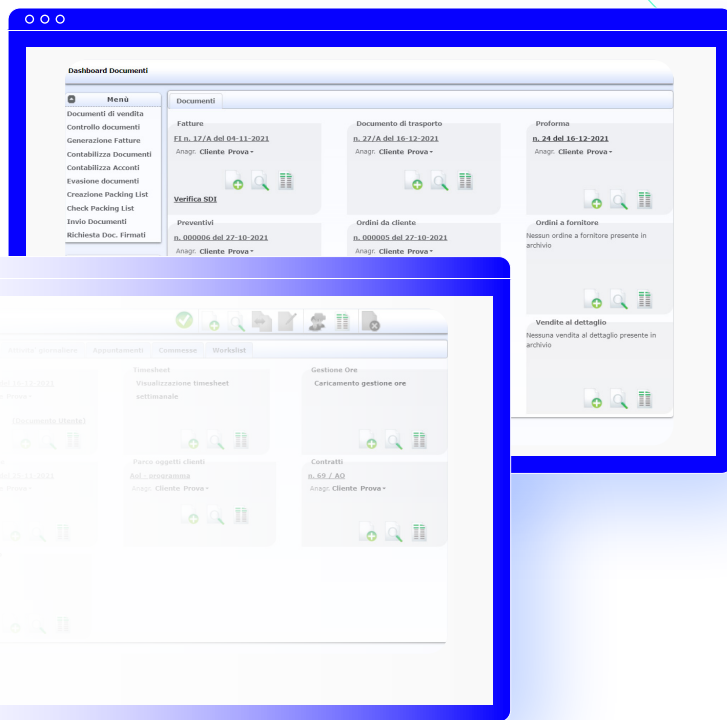 Dashboard Documenti
Menù
Documenti di vendita
Controllo documenti
Generazione Fatture
Contabilizza Documenti
Contabilizza Acconti
Evasione documenti
Creazione Packing List
Check Packing List
Invio Documenti
Richiesta Doc. Firmati
Documenti
Fatture
FI n. 17/A del 04-11-2021
Anagr. Cliente Prova
Verifica SDI
Documento di trasporto
n. 27/A del 16-12-2021
Anagr. Cliente Prova
Proforma
n. 24 del 16-12-2021
Anagr. Cliente Prova
Preventivi
n. 000006 del 27-10-2021
Anagr. Cliente Prova
Ordini da cliente
n. 000005 del 27-10-2021
Anagr. Cliente Prova
Ordini a fornitore
Nessun ordine a fornitore presente in
archivio
Vendite al dettaglio
Nessuna vendita al dettaglio presente in
archivio
Appuntamenti
Commesse
Workslist
Timesheet
Visualizzazione timesheet
settimanale
Gestione Ore
Caricamento gestione ore
Parco oggetti clienti
Apl - programma
Anagr. Cliente Prova
Contratti
n. 69 / AO
Anagr. Cliente Prova